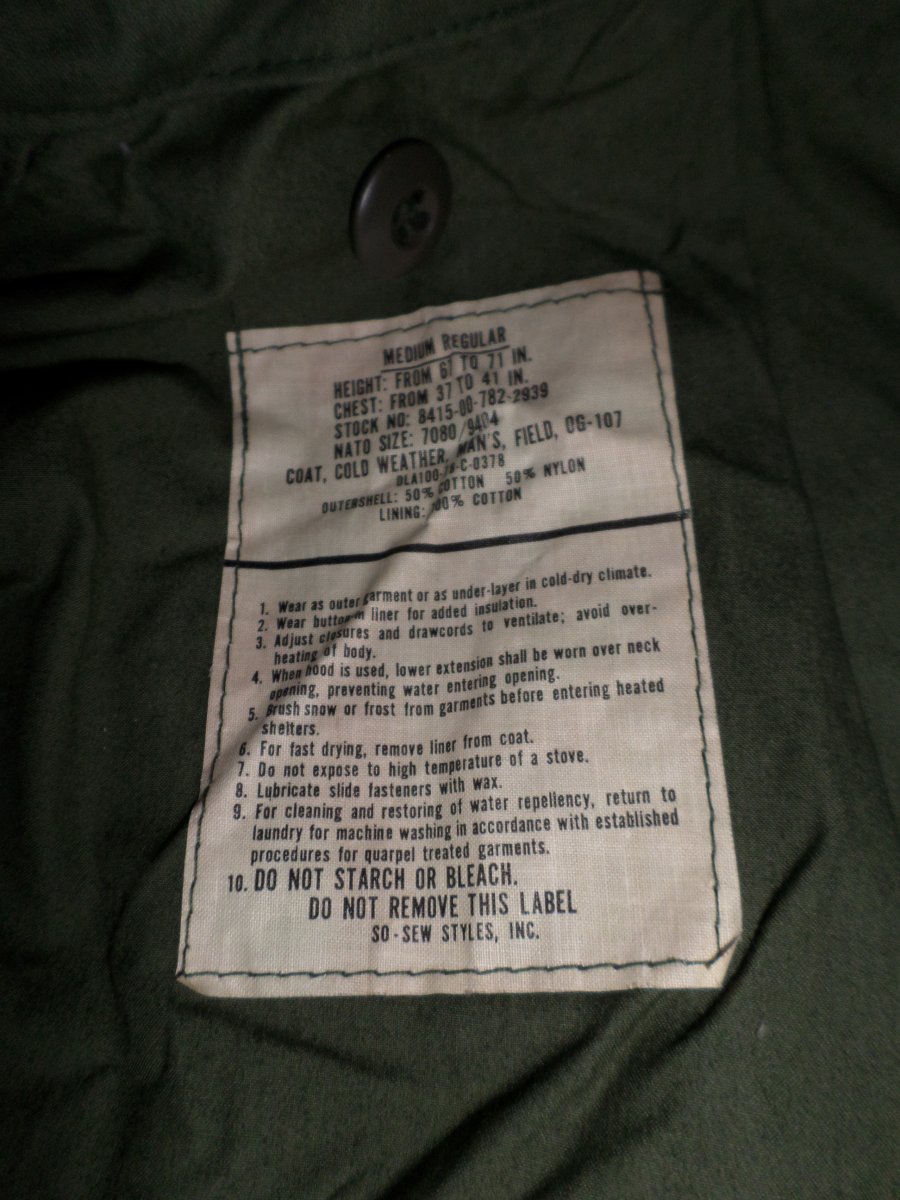 MEDIUM REGULAR
HEIGHT: FROM 67 TO 71 IN.
CHEST: FROM 37 TO 41 IN.
STOCK NO: 8415-00-782-2939
NATO SIZE: 7080/9404
COAT, COLD WEATHER, MAN'S, FIELD, OG-107
DLA100-78-C-0378
OUTERSHELL: 50% COTTON 50% NYLON
LINING: 100% COTTON
1. Wear as outer garment or as under-layer in cold-dry climate.
2. Wear button-in liner for added insulation.
3. Adjust closures and drawcords to ventilate; avoid over-
heating of body.
4. When hood is used, lower extension shall be worn over neck
opening, preventing water entering opening.
5. Brush snow or frost from garments before entering heated
shelters.
6. For fast drying, remove liner from coat.
7. Do not expose to high temperature of a stove.
8. Lubricate slide fasteners with wax.
9. For cleaning and restoring of water repellency, return to
laundry for machine washing in accordance with established
procedures for quarpel treated garments.
10. DO NOT STARCH OR BLEACH.
DO NOT REMOVE THIS LABEL
SO-SEW STYLES, INC.